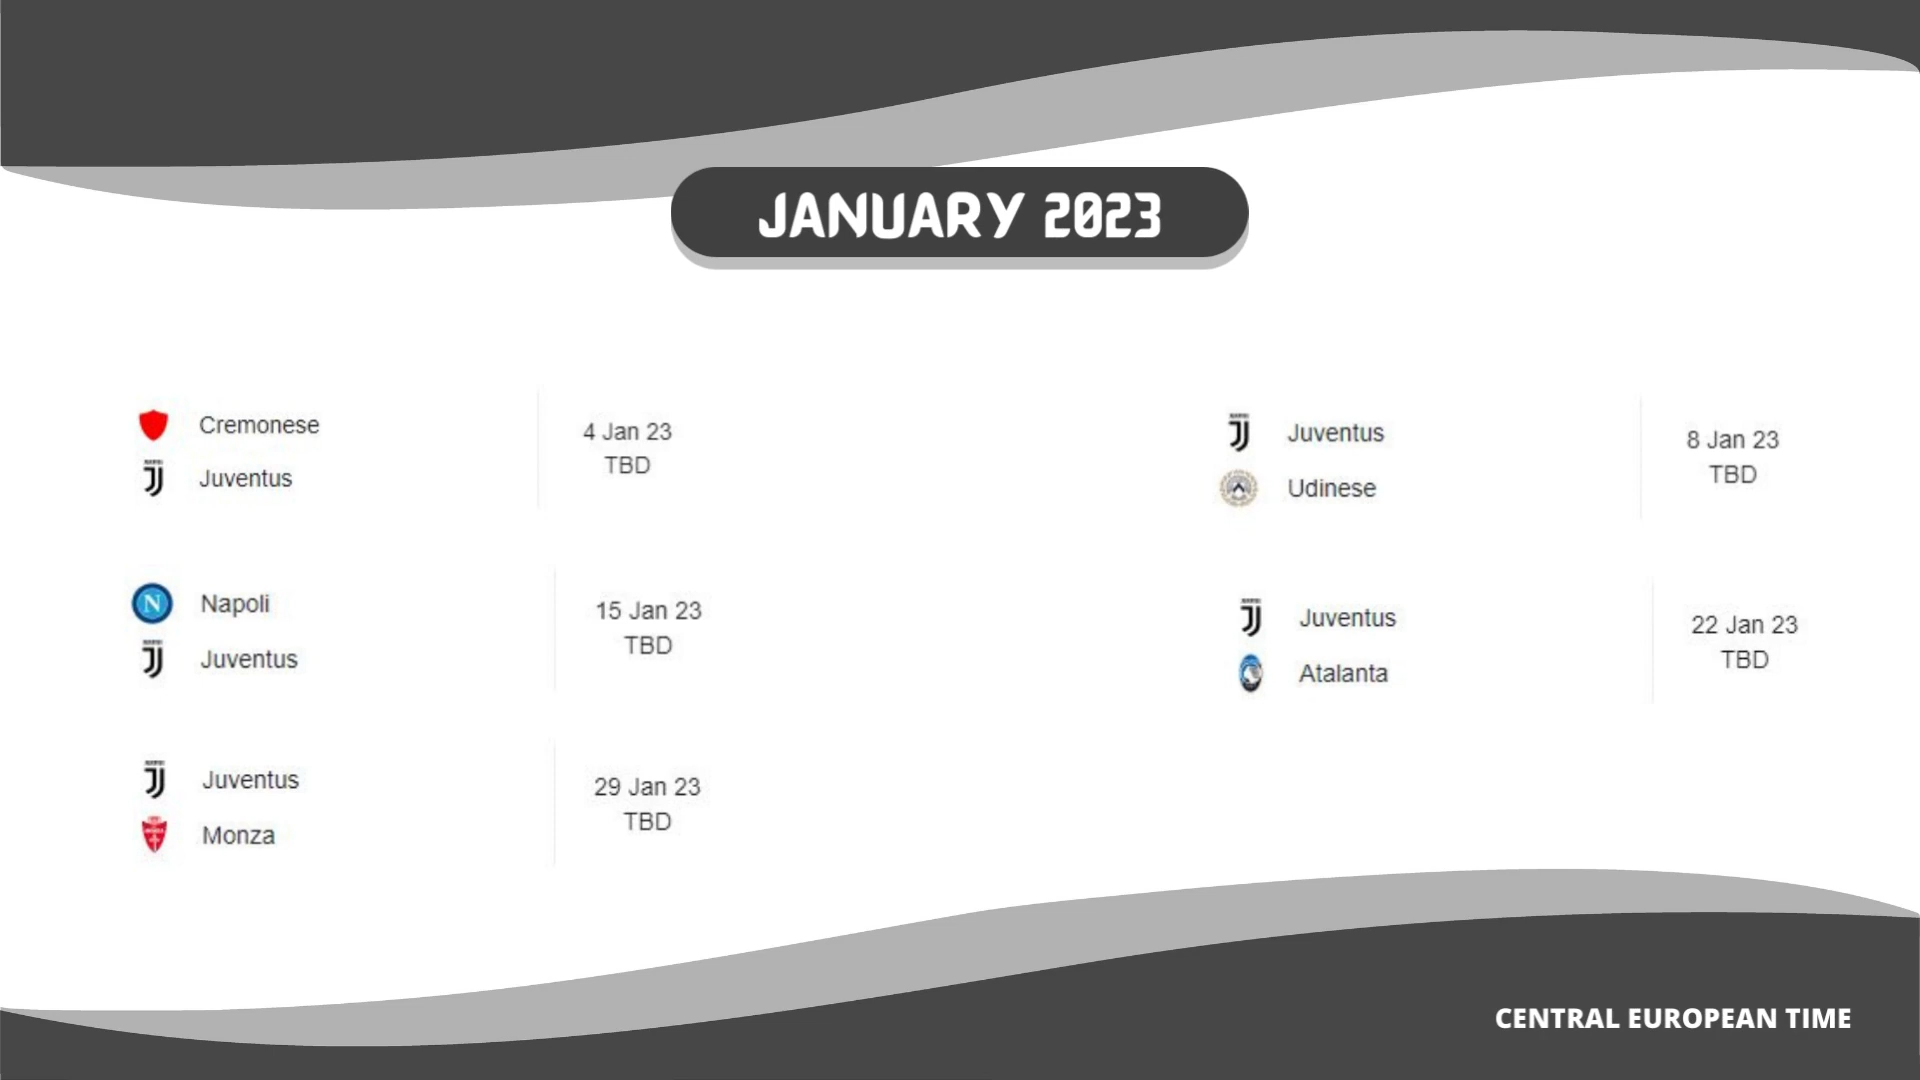 JANUARY 2023
Cremonese
Juventus
4 Jan 23
TBD
Juventus
Udinese
8 Jan 23
TBD
Napoli
Juventus
15 Jan 23
TBD
Juventus
Atalanta
22 Jan 23
TBD
Juventus
Monza
29 Jan 23
TBD
CENTRAL EUROPEAN TIME